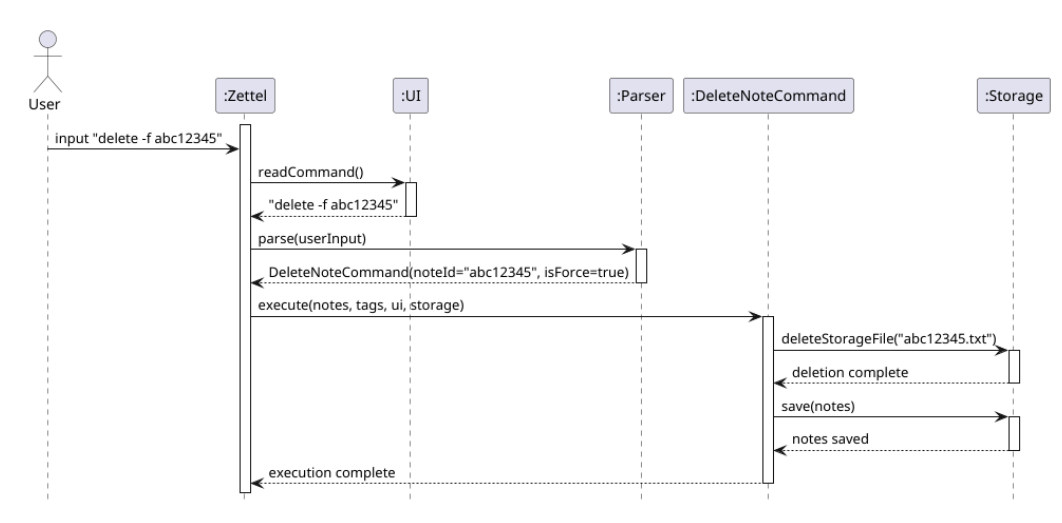 User
:Zettel
:UI
:Parser
:DeleteNoteCommand
:Storage
input "delete -f abc12345"
readCommand()
"delete -f abc12345"
parse(userInput)
DeleteNoteCommand(noteId="abc12345", isForce=true)
execute(notes, tags, ui, storage)
deleteStorageFile("abc12345.txt")
deletion complete
save(notes)
notes saved
execution complete